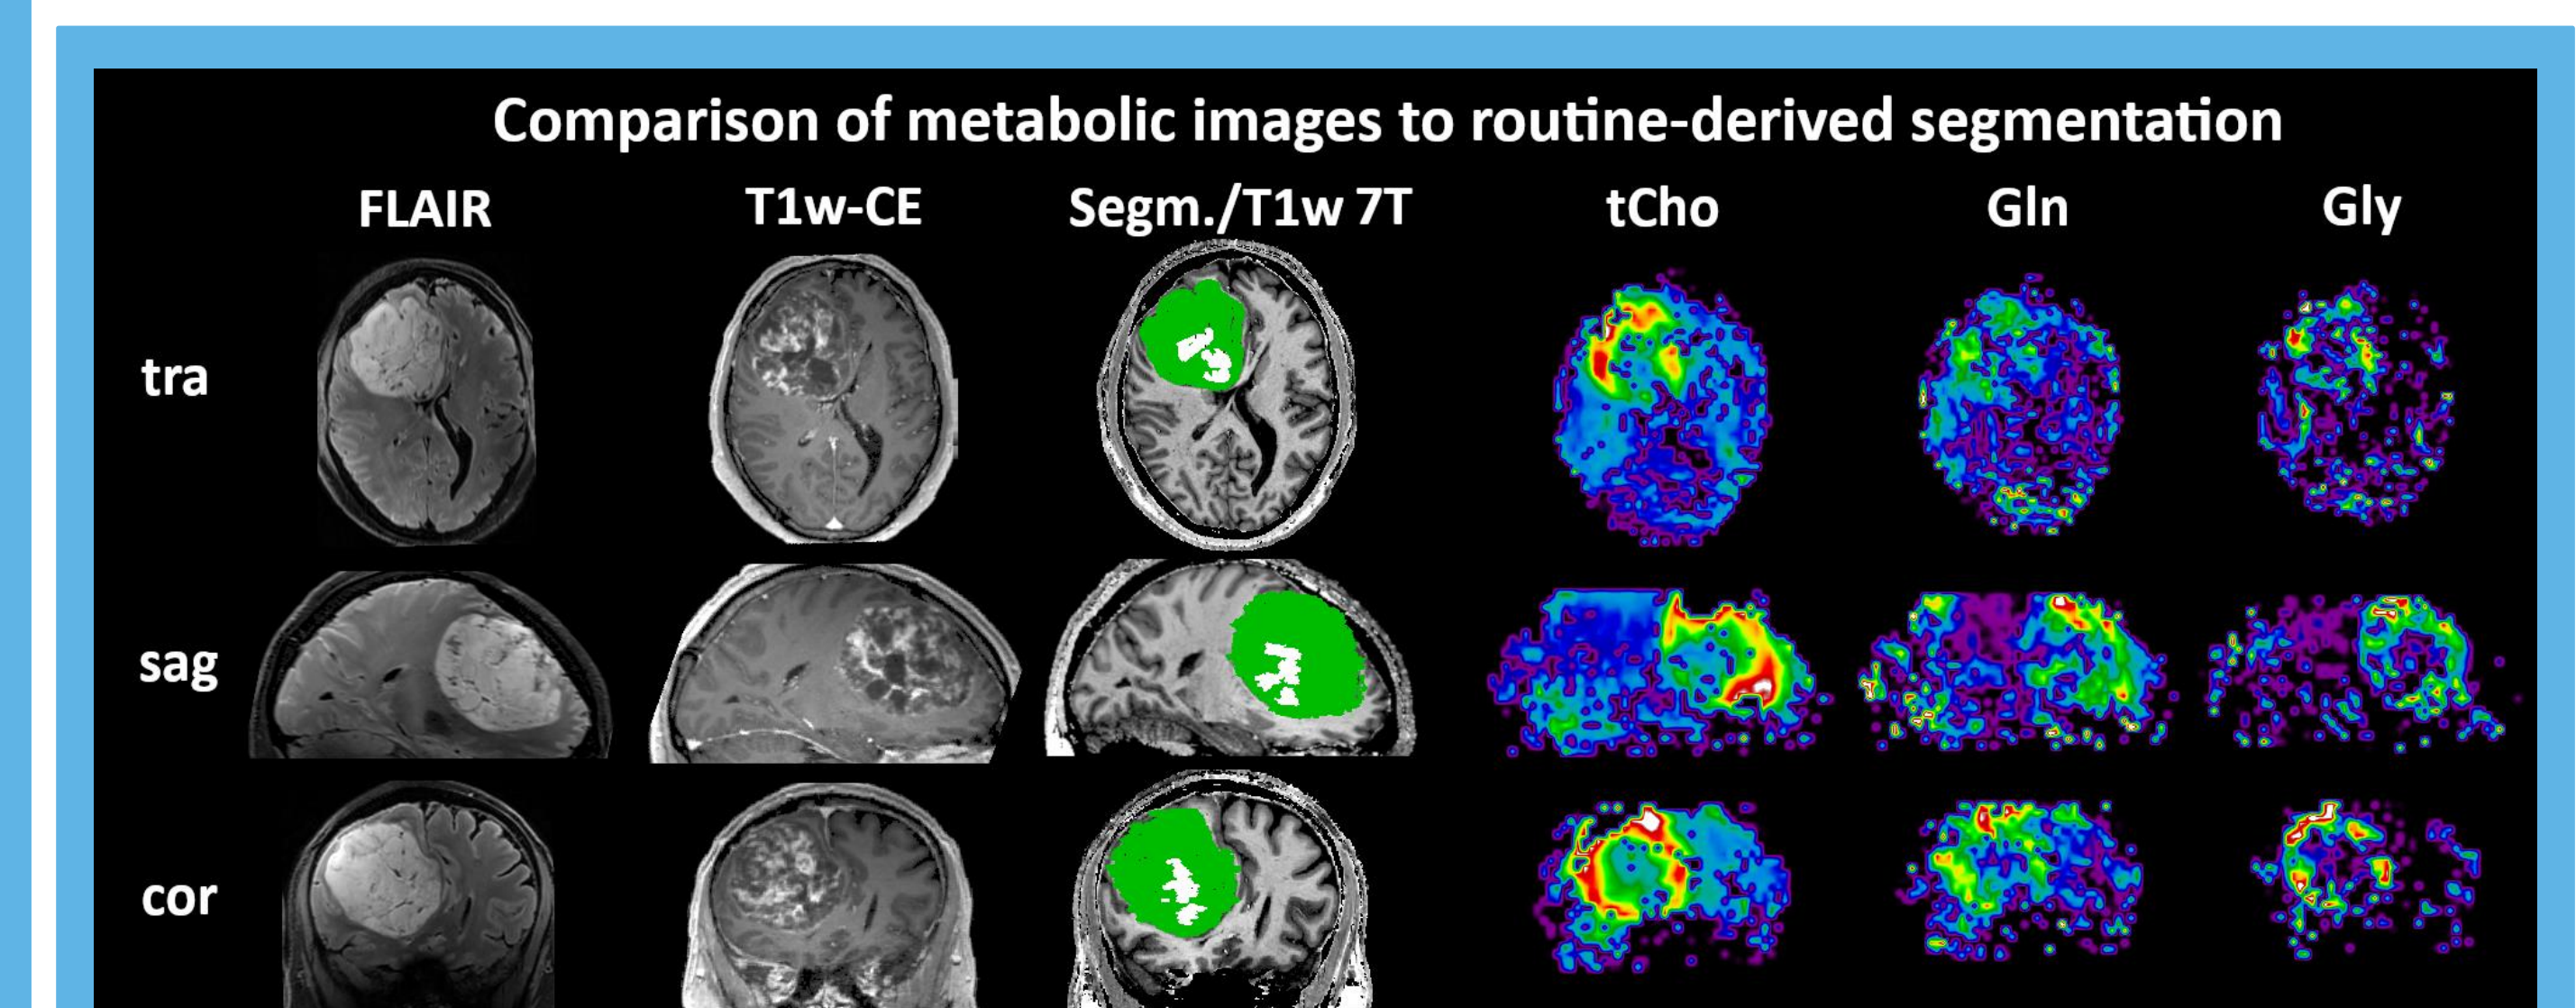 Comparison of metabolic images to routine-derived segmentation
FLAIR T1w-CE Segm./T1w 7T tCho Gln Gly
tra
sag
cor